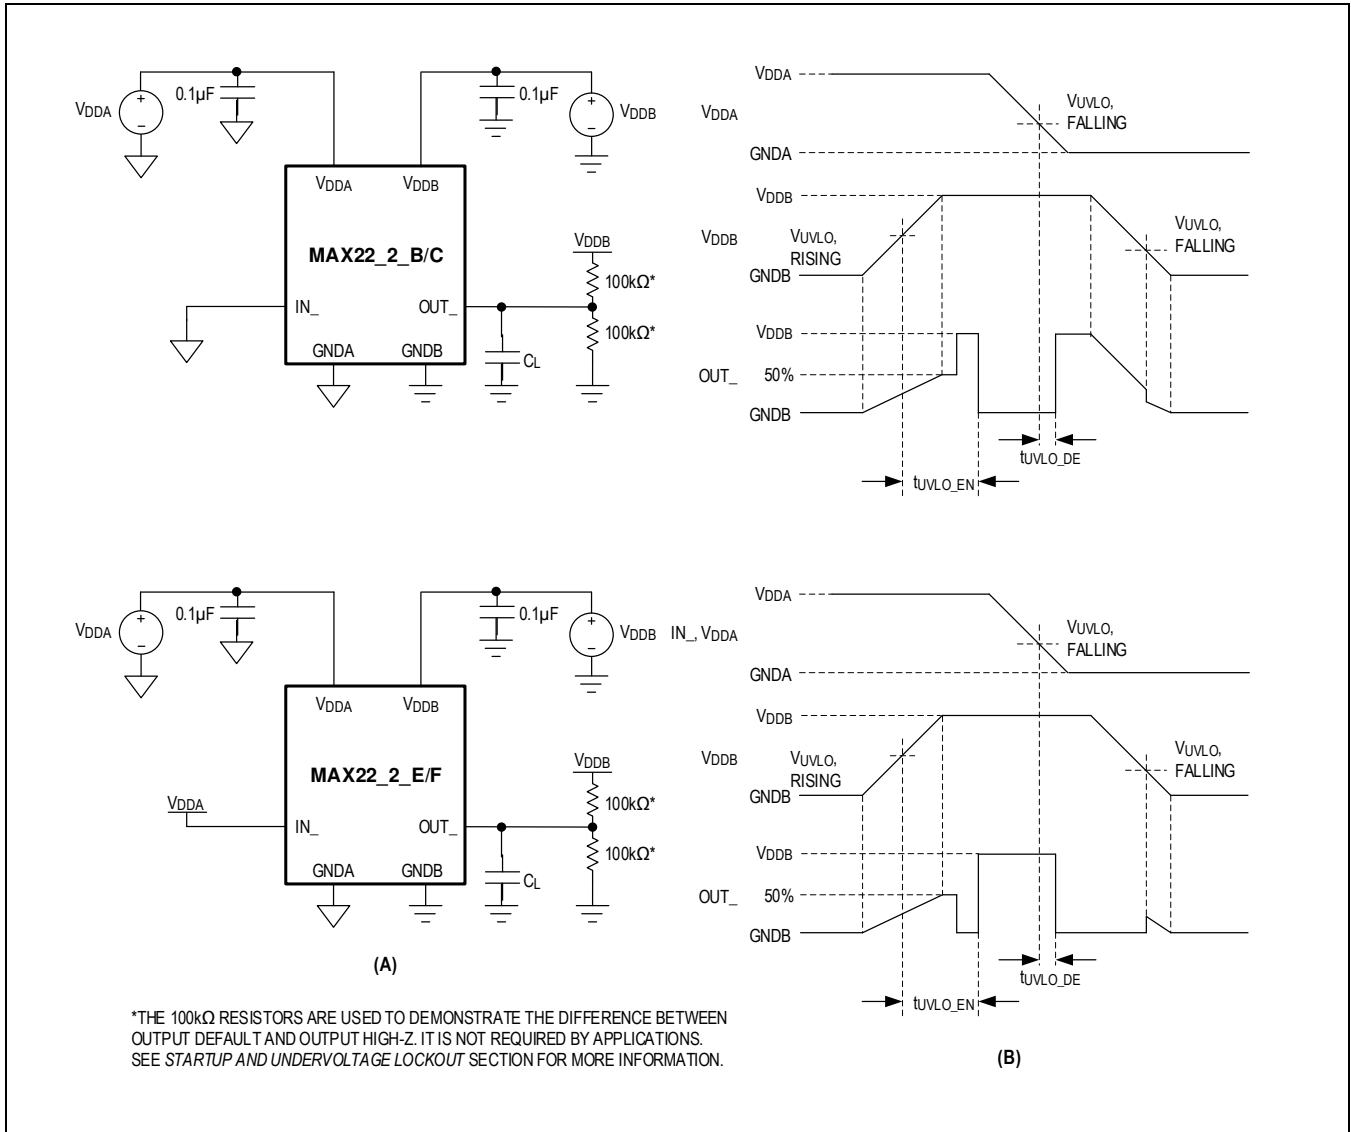 VDDA
0.1µF
0.1µF
VDDB
VDDA
VDDB
MAX22_2_B/C
IN_
OUT_
GNDA
GNDB
CL
VDDB
100kΩ*
100kΩ*
VDDA
VDDA
VUVLO,
FALLING
GNDA
VDDB
VDDB
VUVLO,
RISING
VUVLO,
FALLING
GNDB
VDDB
OUT_
50%
GNDB
tUVLO_DE
tUVLO_EN
VDDA
0.1µF
0.1µF
VDDB
VDDA
VDDB
MAX22_2_E/F
VDDA
IN_
OUT_
GNDA
GNDB
CL
VDDB
100kΩ*
100kΩ*
(A)
VDDA
IN_, VDDA
VUVLO,
FALLING
GNDA
VDDB
VDDB
VUVLO,
RISING
VUVLO,
FALLING
GNDB
VDDB
OUT_
50%
GNDB
tUVLO_DE
tUVLO_EN
(B)
*THE 100kΩ RESISTORS ARE USED TO DEMONSTRATE THE DIFFERENCE BETWEEN
OUTPUT DEFAULT AND OUTPUT HIGH-Z. IT IS NOT REQUIRED BY APPLICATIONS.
SEE STARTUP AND UNDERVOLTAGE LOCKOUT SECTION FOR MORE INFORMATION.